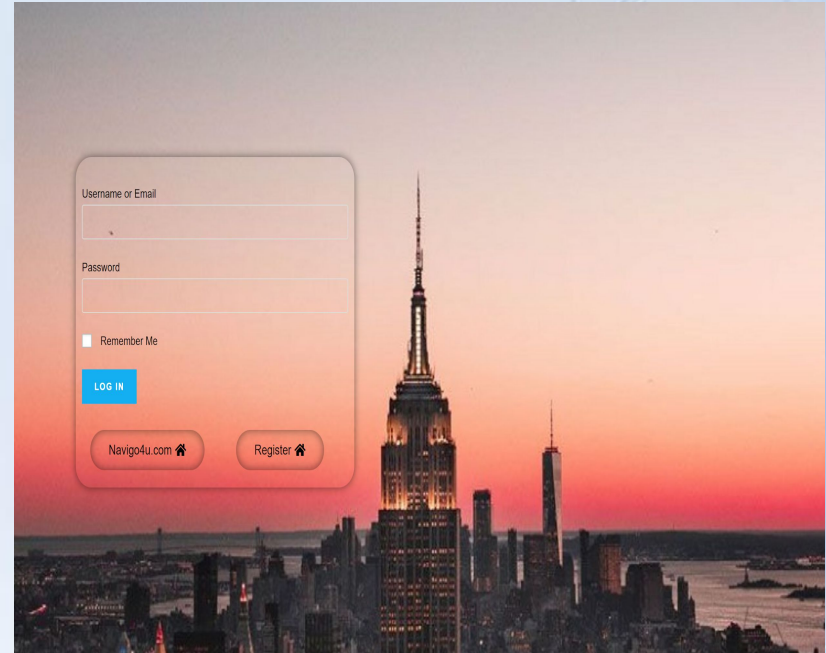 Username or Email
Password
Remember Me
LOG IN
Navigo4u.com
Register